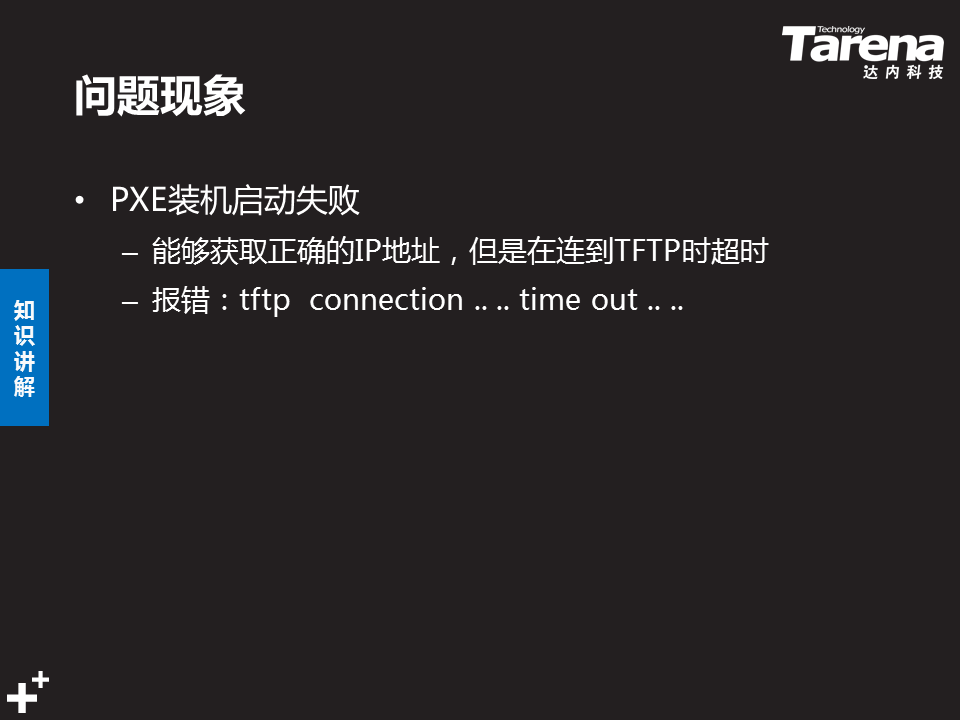 Technology
Tarena
达内科技
问题现象
• PXE装机启动失败
– 能够获取正确的IP地址，但是在连到TFTP时超时
– 报错：tftp  connection .. .. time out .. ..
知
识
讲
解